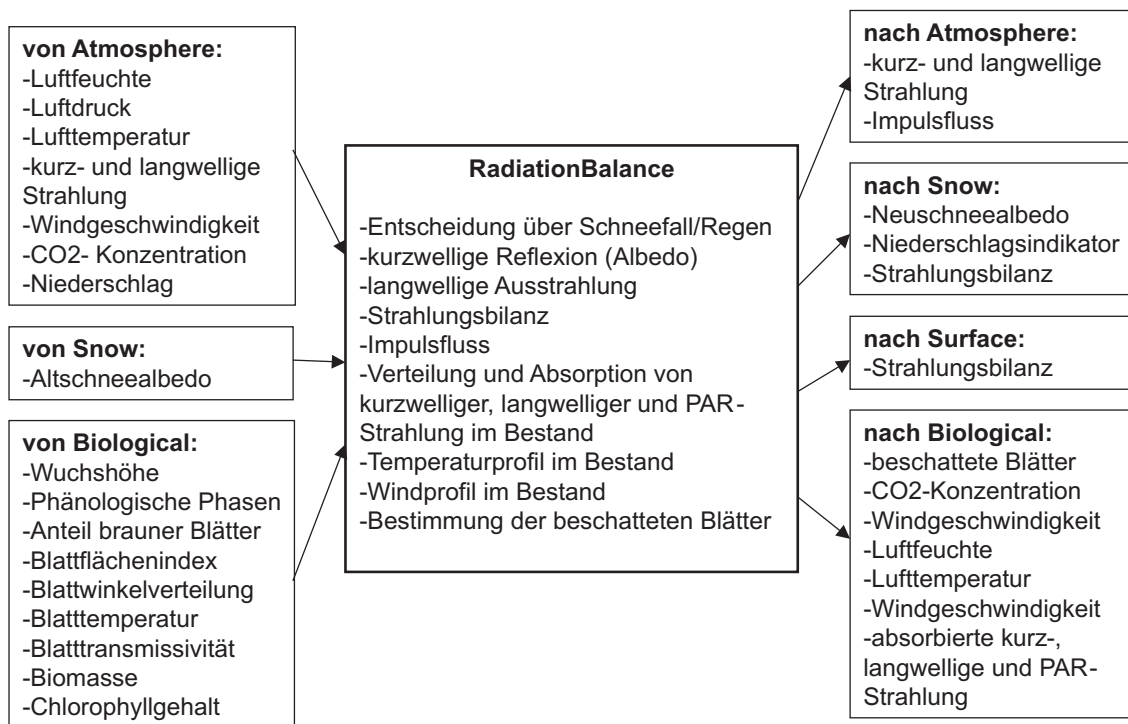 von Atmosphere:
-Luftfeuchte
-Luftdruck
-Lufttemperatur
-kurz- und langwellige
Strahlung
-Windgeschwindigkeit
-CO2- Konzentration
-Niederschlag
von Snow:
-Altschneealbedo
von Biological:
-Wuchshöhe
-Phänologische Phasen
-Anteil brauner Blätter
-Blattflächenindex
-Blattwinkelverteilung
-Blatttemperatur
-Blatttransmissivität
-Biomasse
-Chlorophyllgehalt
RadiationBalance
-Entscheidung über Schneefall/Regen
-kurzwellige Reflexion (Albedo)
-langwellige Ausstrahlung
-Strahlungsbilanz
-Impulsfluss
-Verteilung und Absorption von
kurzwelliger, langwelliger und PAR-
Strahlung im Bestand
-Temperaturprofil im Bestand
-Windprofil im Bestand
-Bestimmung der beschatteten Blätter
nach Atmosphere:
-kurz- und langwellige
Strahlung
-Impulsfluss
nach Snow:
-Neuschneealbedo
-Niederschlagsindikator
-Strahlungsbilanz
nach Surface:
-Strahlungsbilanz
nach Biological:
-beschattete Blätter
-CO2-Konzentration
-Windgeschwindigkeit
-Luftfeuchte
-Lufttemperatur
-Windgeschwindigkeit
-absorbierte kurz-,
langwellige und PAR-
Strahlung